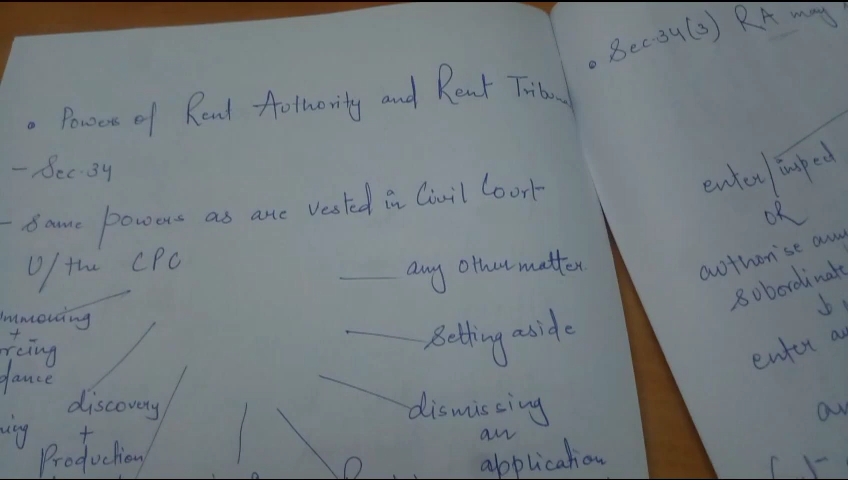 • Powers of Rent Authority and Rent
- Sec-34
- Same powers as are vested in Civil Court
U/the CPC
any other matter
Setting aside
+
discovery
+
Production
dismissing
an
application
• Sec-34(3) RA may
enter/inspect
OR
authorise any
Subordinate
↓
enter